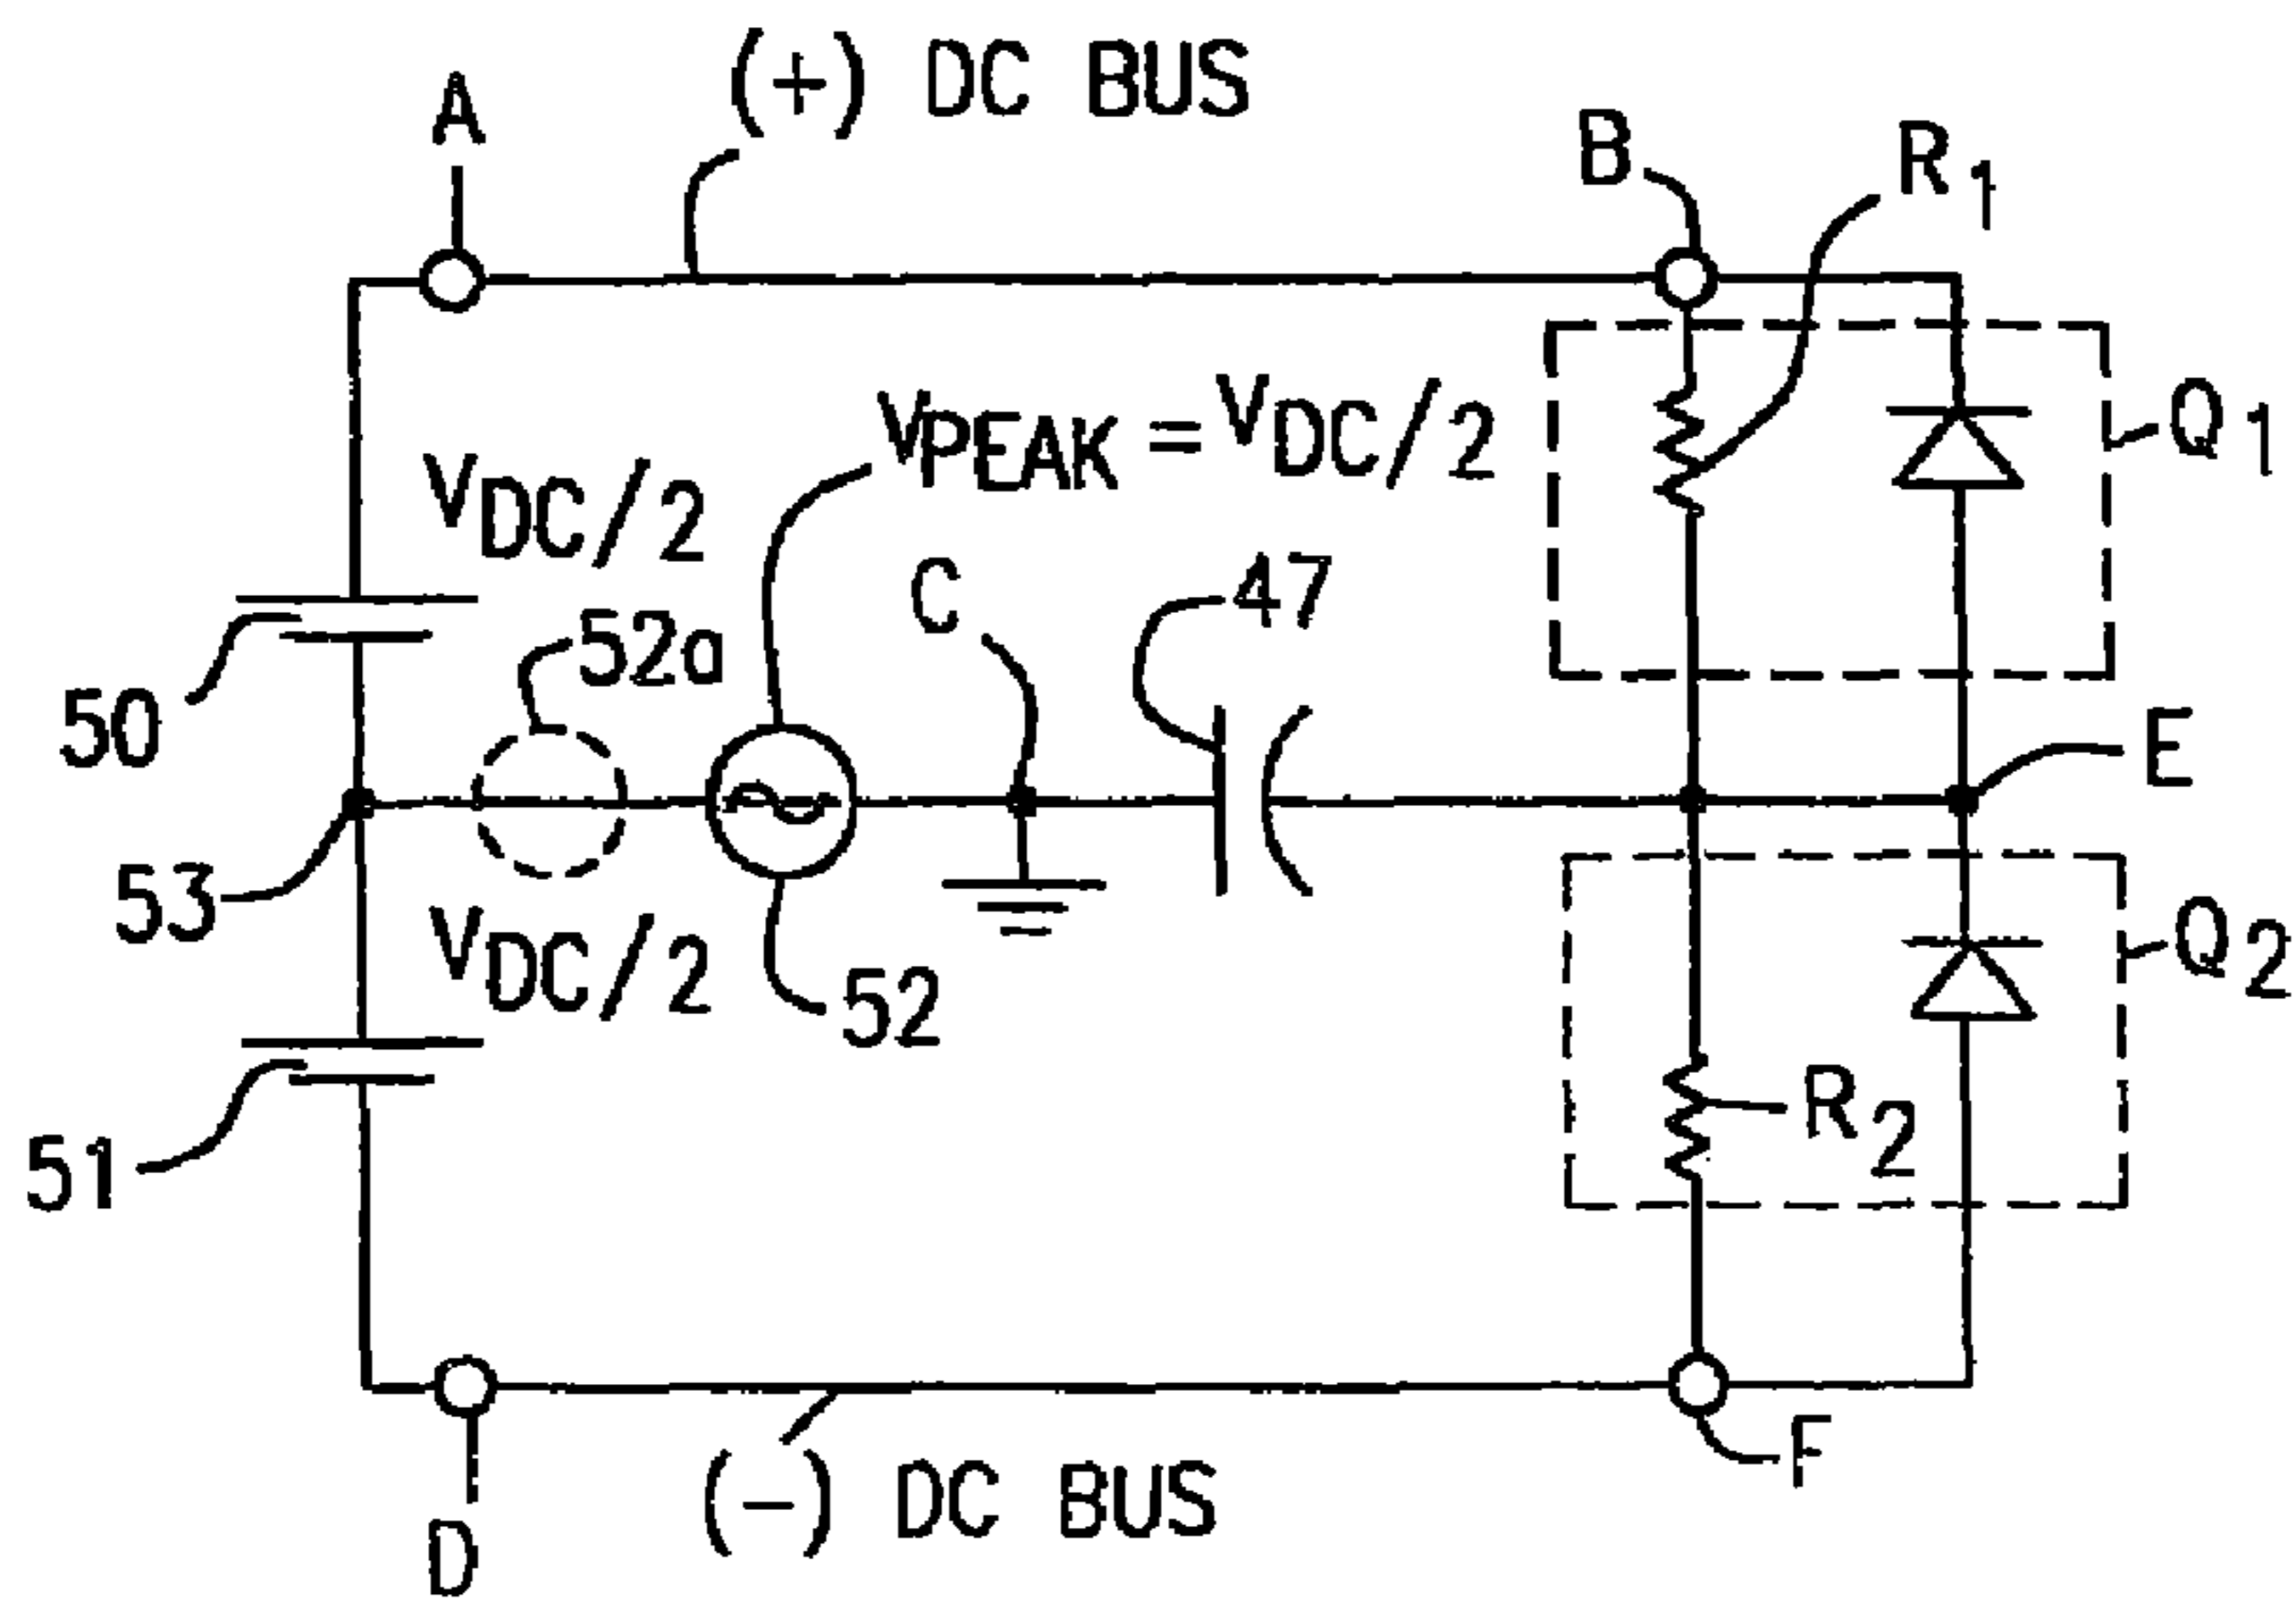 A
(+) DC BUS
B
R1
Q1
VPEAK = VDC/2
VDC/2
C
47
52a
50
E
53
VDC/2
52
Q2
51
R2
F
(-) DC BUS
D